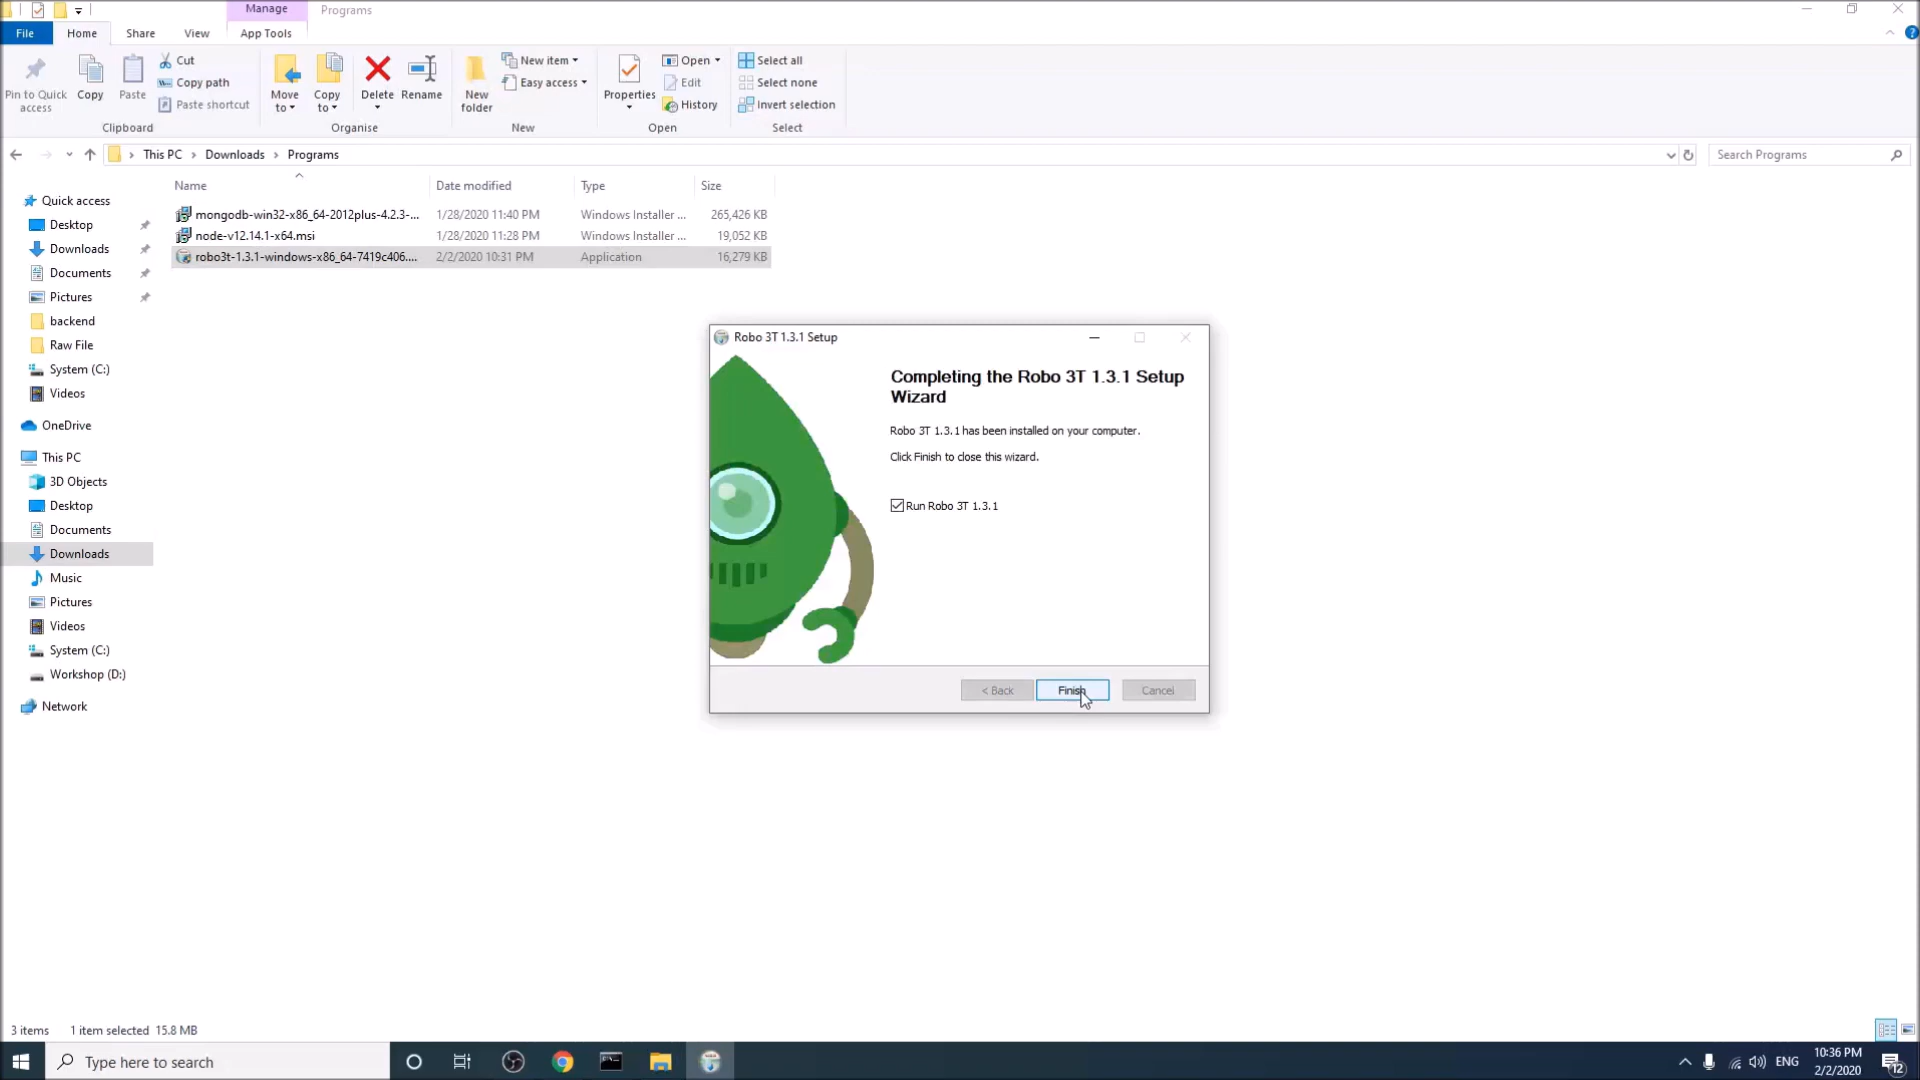 Manage
Programs
File
Home
Share
View
App Tools
Pin to Quick access
Copy
Paste
Cut
Copy path
Paste shortcut
Clipboard
Move to
Copy to
Delete
Rename
Organise
New folder
New item
Easy access
New
Properties
Open
Edit
History
Open
Select all
Select none
Invert selection
Select
This PC > Downloads > Programs
Search Programs
Name
Date modified
Type
Size
mongodb-win32-x86_64-2012plus-4.2.3-... 1/28/2020 11:40 PM Windows Installer ... 265,426 KB
node-v12.14.1-x64.msi 1/28/2020 11:28 PM Windows Installer ... 19,052 KB
robo3t-1.3.1-windows-x86_64-7419c406.... 2/2/2020 10:31 PM Application 16,279 KB
Quick access
Desktop
Downloads
Documents
Pictures
backend
Raw File
System (C:)
Videos
OneDrive
This PC
3D Objects
Desktop
Documents
Downloads
Music
Pictures
Videos
System (C:)
Workshop (D:)
Network
Robo 3T 1.3.1 Setup
Completing the Robo 3T 1.3.1 Setup
Wizard
Robo 3T 1.3.1 has been installed on your computer.
Click Finish to close this wizard.
Run Robo 3T 1.3.1
< Back
Finish
Cancel
3 items 1 item selected 15.8 MB
Type here to search
ENG
10:36 PM
2/2/2020
12